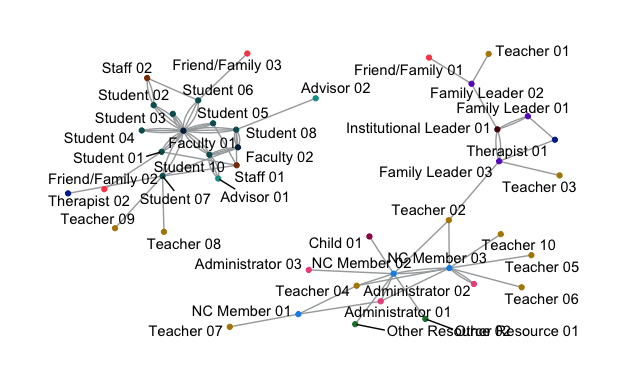 Teacher 01
Friend/Family 03
Friend/Family 01
Staff 02
Student 06
Advisor 02
Family Leader 02
Student 02
Family Leader 01
Student 05
Student 03
Institutional Leader 01
Student 08
Student 04
Faculty 01
Therapist 01
Faculty 02
Student 01
Student 10
Family Leader 03
Staff 01
Friend/Family 02
Teacher 03
Advisor 01
Student 07
Therapist 02
Teacher 02
Teacher 09
Teacher 08
Child 01
Teacher 10
NC Member 03
NC Member 02
Administrator 03
Teacher 05
Teacher 04
Administrator 02
Teacher 06
NC Member 01
Administrator 01
Teacher 07
Other Resource 02
Other Resource 01